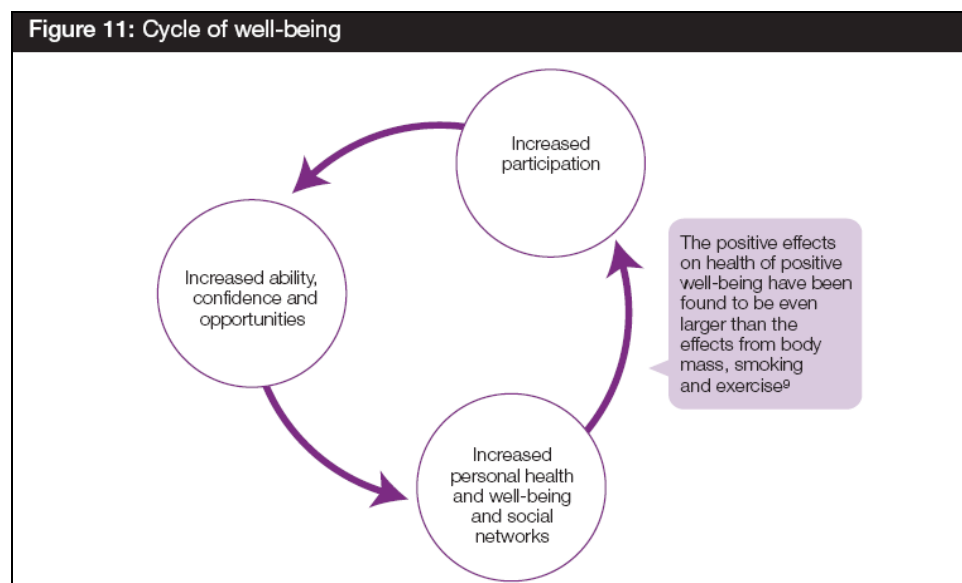 Figure 11: Cycle of well-being
Increased
participation
Increased ability,
confidence and
opportunities
The positive effects
on health of positive
well-being have been
found to be even
larger than the
effects from body
mass, smoking
and exercise⁹
Increased
personal health
and well-being
and social
networks